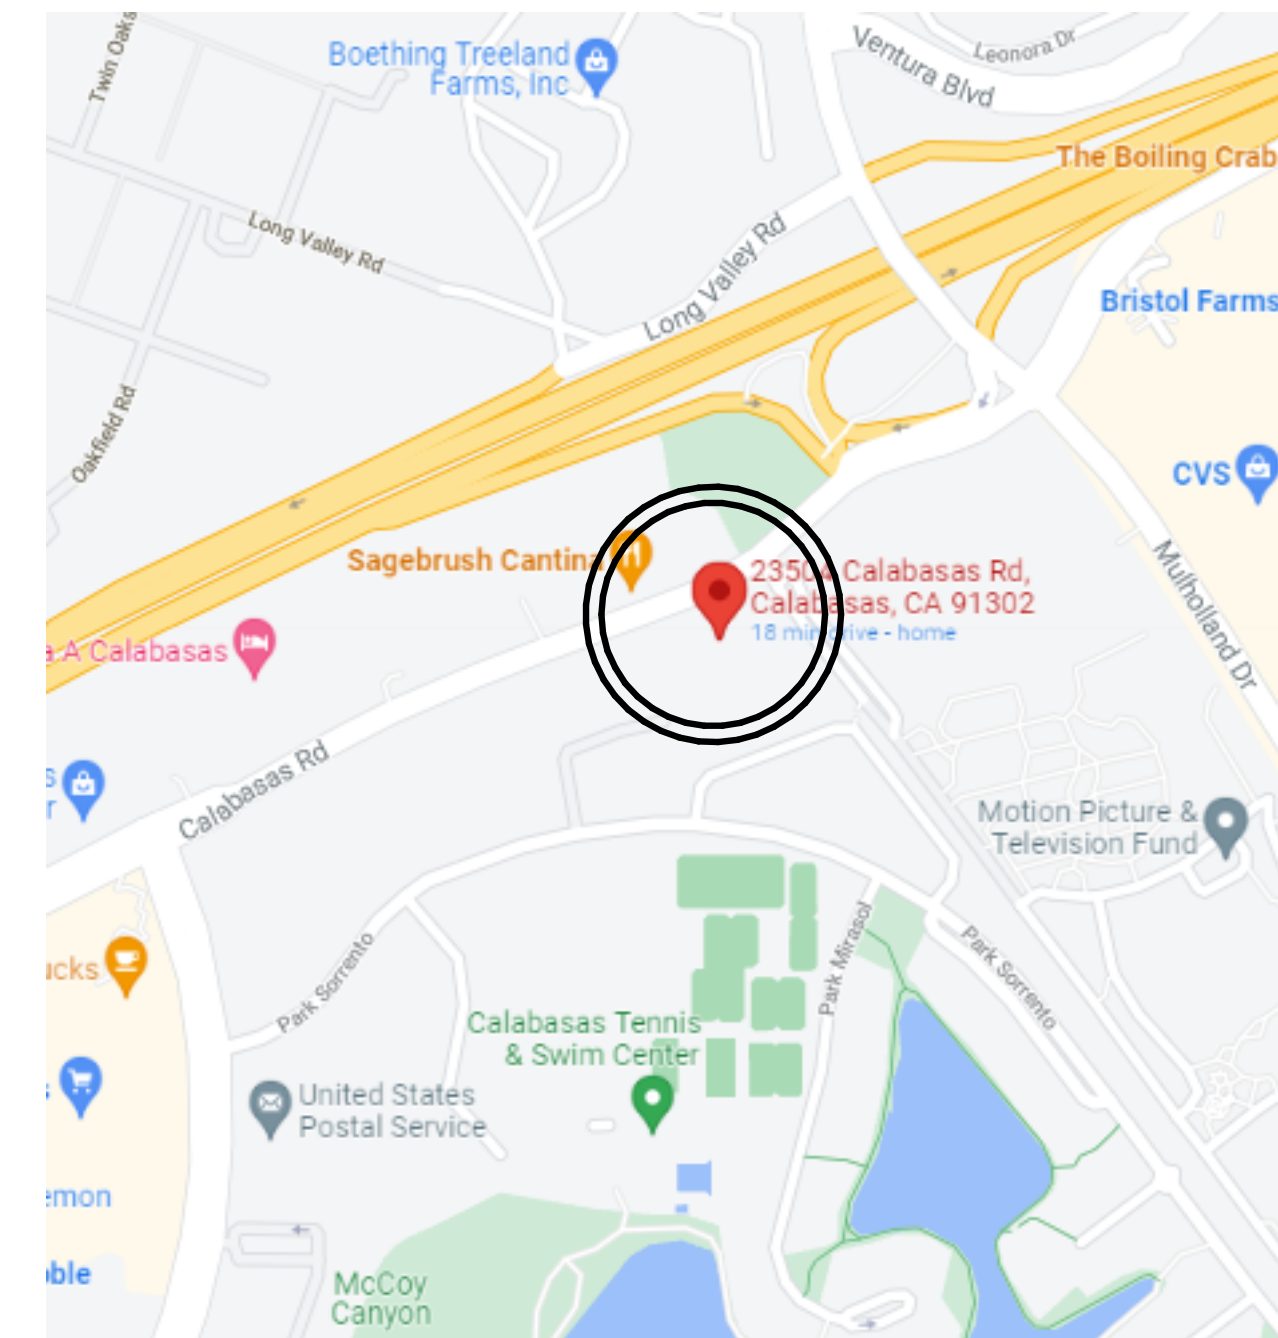 Twin Oaks
Boething Treeland
Farms, Inc
Ventura Blvd
Leonora Dr
The Boiling Crab
Long Valley Rd
Long Valley Rd
Bristol Farms
Oakfield Rd
CVS
Sagebrush Cantina
23504 Calabasas Rd,
Calabasas, CA 91302
18 min drive - home
a A Calabasas
Mulholland Dr
Calabasas Rd
s
r
Motion Picture &
Television Fund
ucks
Park Sorrento
Park Mirasol
Park Sorrento
Calabasas Tennis
& Swim Center
United States
Postal Service
s
emon
ble
McCoy
Canyon